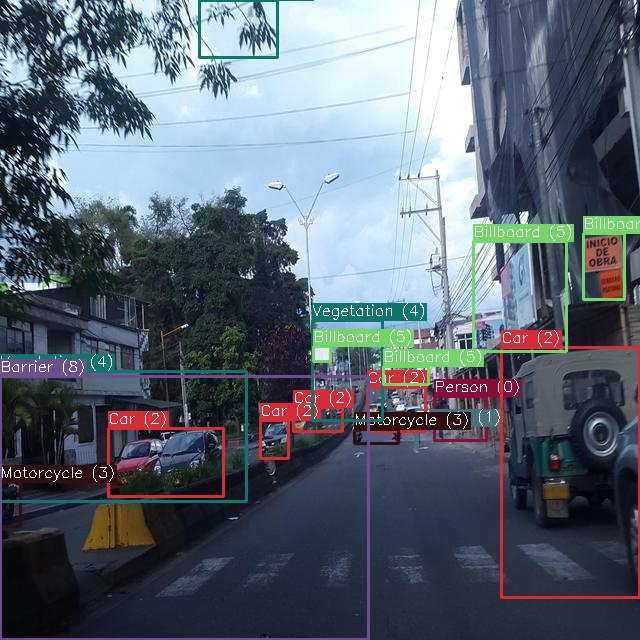 Billboard (5)
Billboar
INICIO
DE
OBRA
Vegetation (4)
Billboard (5)
Car (2)
Billboard (5)
(4)
Barrier (8)
Car (2)
Person (0)
Car (2)
Car (2)
Car (2)
Motorcycle (3)
(1)
Motorcycle (3)